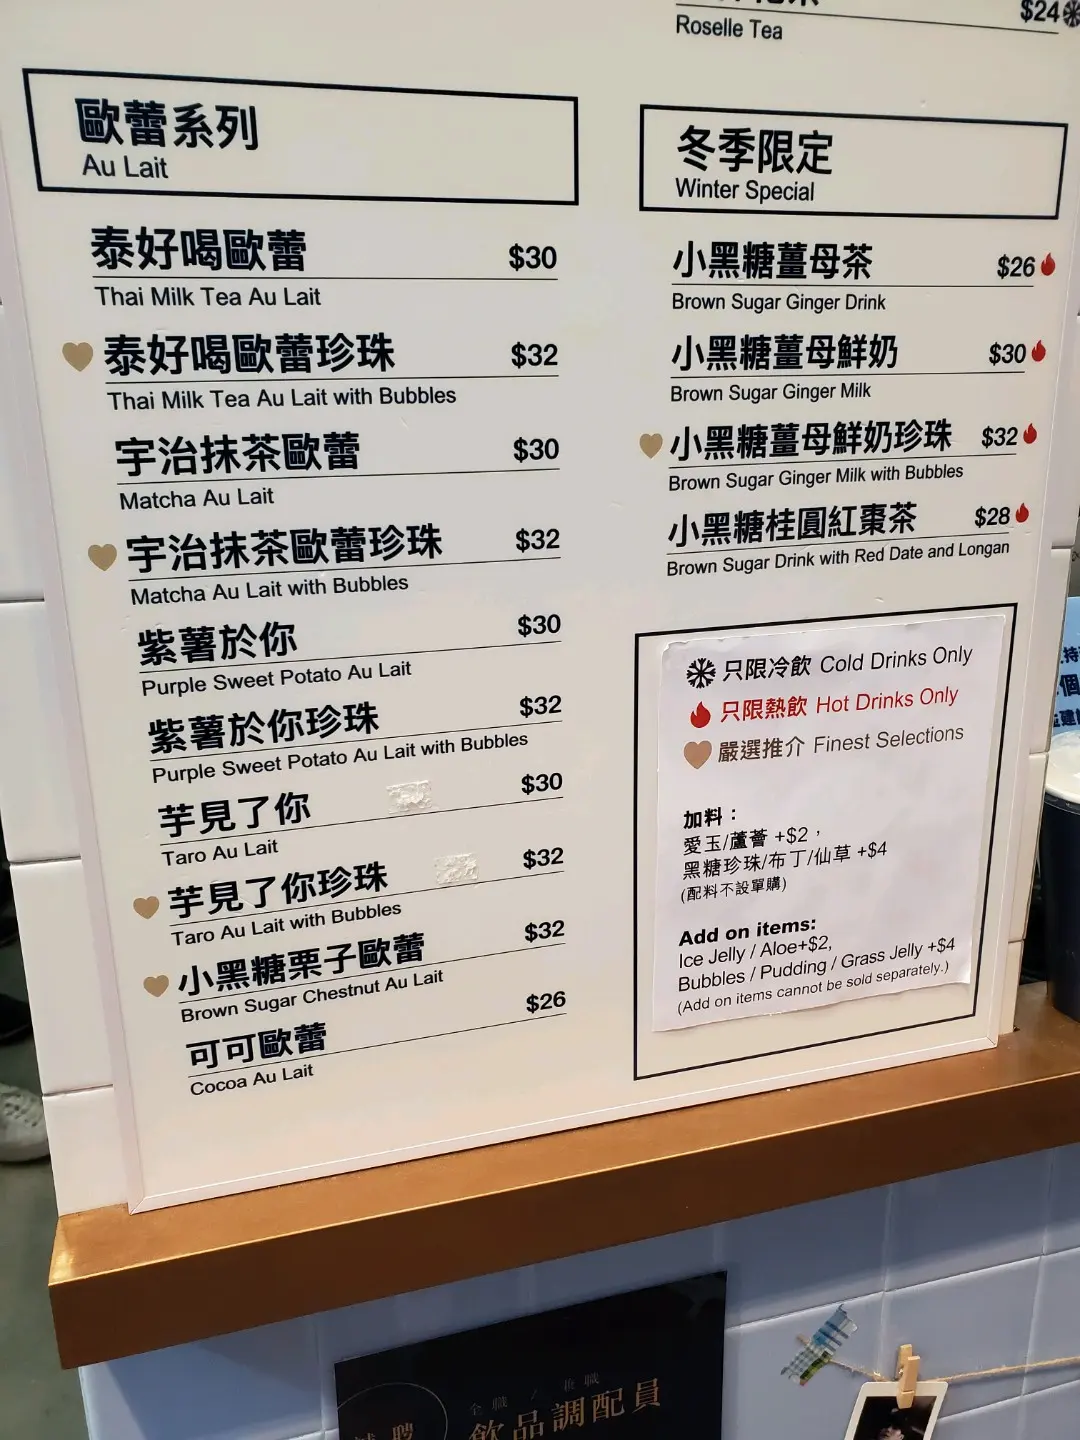 $24
Roselle Tea
歐蕾系列
Au Lait
泰好喝歐蕾 $30
Thai Milk Tea Au Lait
泰好喝歐蕾珍珠 $32
Thai Milk Tea Au Lait with Bubbles
宇治抹茶歐蕾 $30
Matcha Au Lait
宇治抹茶歐蕾珍珠 $32
Matcha Au Lait with Bubbles
紫薯於你 $30
Purple Sweet Potato Au Lait
紫薯於你珍珠 $32
Purple Sweet Potato Au Lait with Bubbles
芋見了你 $30
Taro Au Lait
芋見了你珍珠 $32
Taro Au Lait with Bubbles
小黑糖栗子歐蕾 $32
Brown Sugar Chestnut Au Lait
可可歐蕾 $26
Cocoa Au Lait
冬季限定
Winter Special
小黑糖薑母茶 $26
Brown Sugar Ginger Drink
小黑糖薑母鮮奶 $30
Brown Sugar Ginger Milk
小黑糖薑母鮮奶珍珠 $32
Brown Sugar Ginger Milk with Bubbles
小黑糖桂圓紅棗茶 $28
Brown Sugar Drink with Red Date and Longan
只限冷飲 Cold Drinks Only
只限熱飲 Hot Drinks Only
嚴選推介 Finest Selections
加料：
愛玉/蘆薈 +$2，
黑糖珍珠/布丁/仙草 +$4
(配料不設單購)
Add on items:
Ice Jelly / Aloe+$2,
Bubbles / Pudding / Grass Jelly +$4
(Add on items cannot be sold separately.)
全職 / 兼職
誠聘 飲品調配員